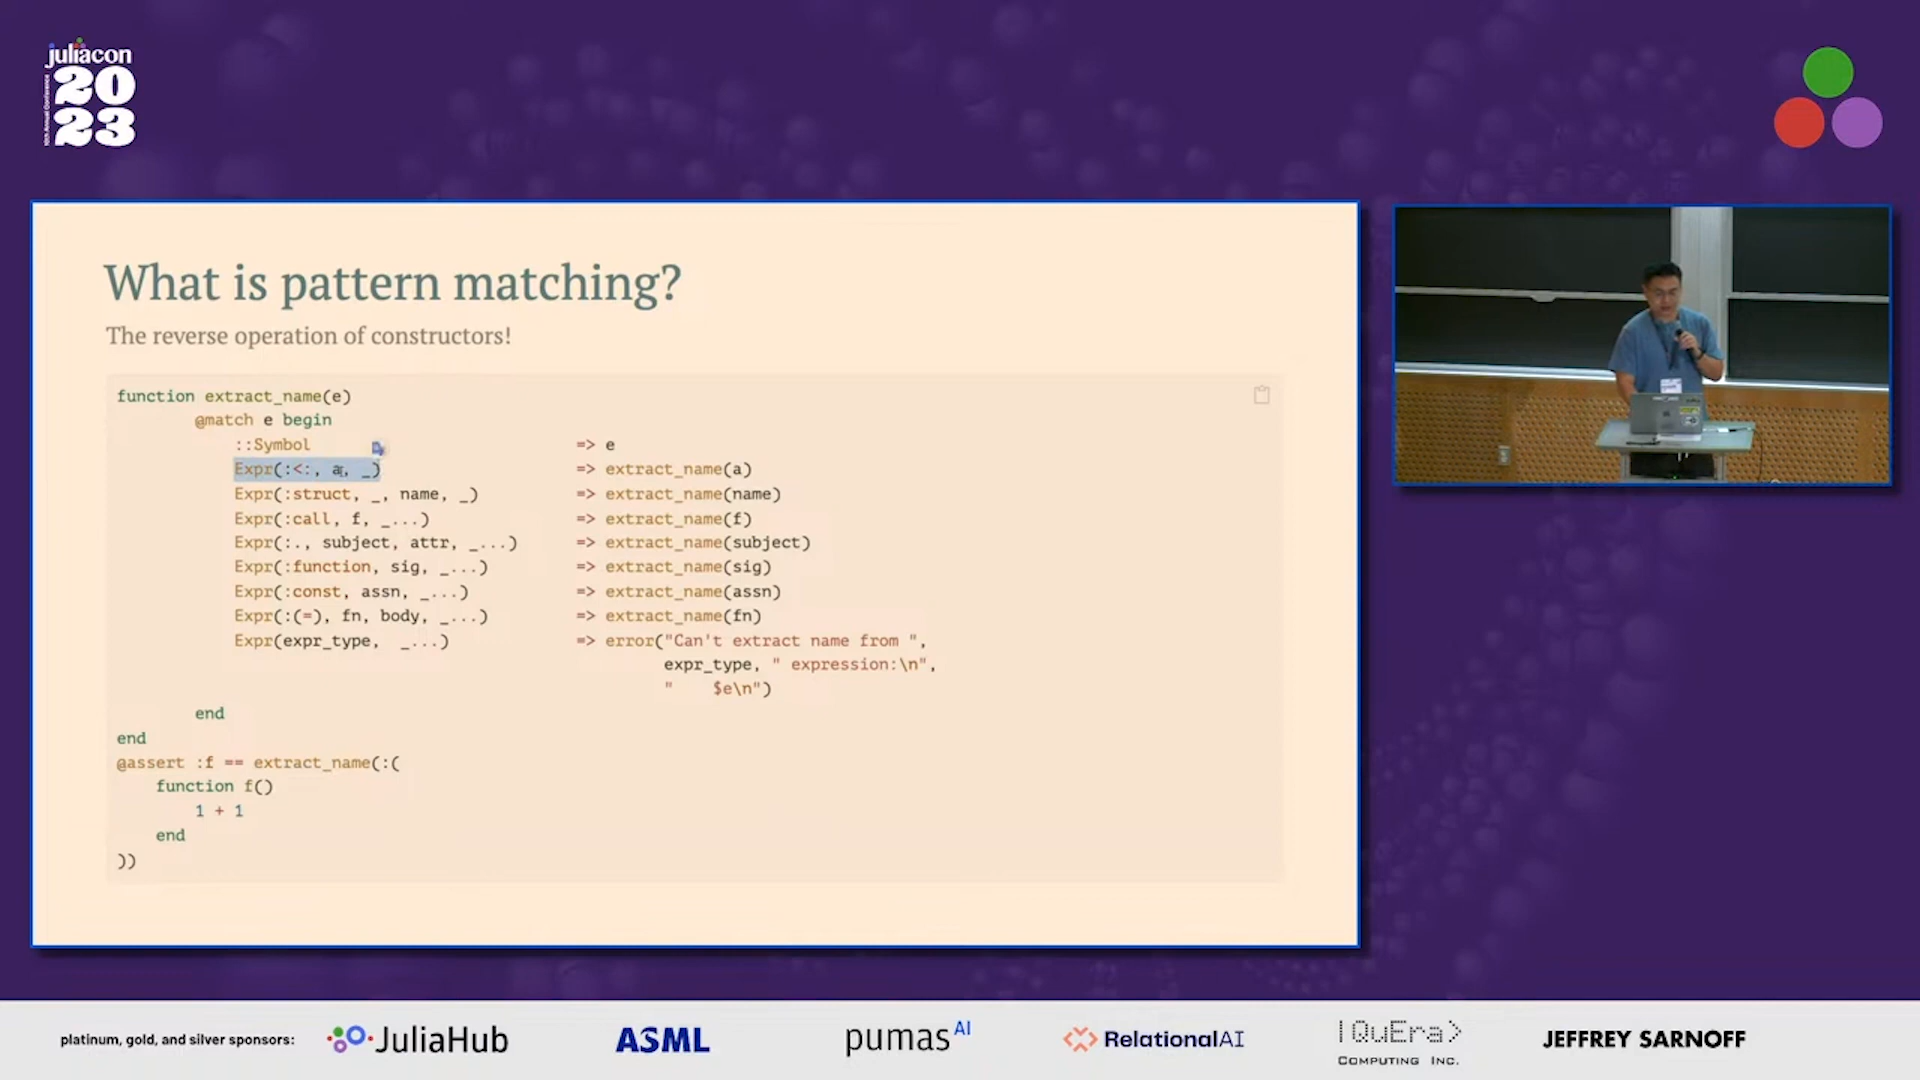 juliacon
20
23
What is pattern matching?
The reverse operation of constructors!
function extract_name(e)
@match e begin
::Symbol => e
Expr(:<:, a, _) => extract_name(a)
Expr(:struct, _, name, _) => extract_name(name)
Expr(:call, f, _...) => extract_name(f)
Expr(:., subject, attr, _...) => extract_name(subject)
Expr(:function, sig, _...) => extract_name(sig)
Expr(:const, assn, _...) => extract_name(assn)
Expr(:(=), fn, body, _...) => extract_name(fn)
Expr(expr_type, _...) => error("Can't extract name from ",
expr_type, " expression:\n",
" $e\n")
end
end
@assert :f == extract_name(:(
function f()
1 + 1
end
))
platinum, gold, and silver sponsors: JuliaHub ASML pumasAI RelationalAI |QuEra> JEFFREY SARNOFF
COMPUTING INC.